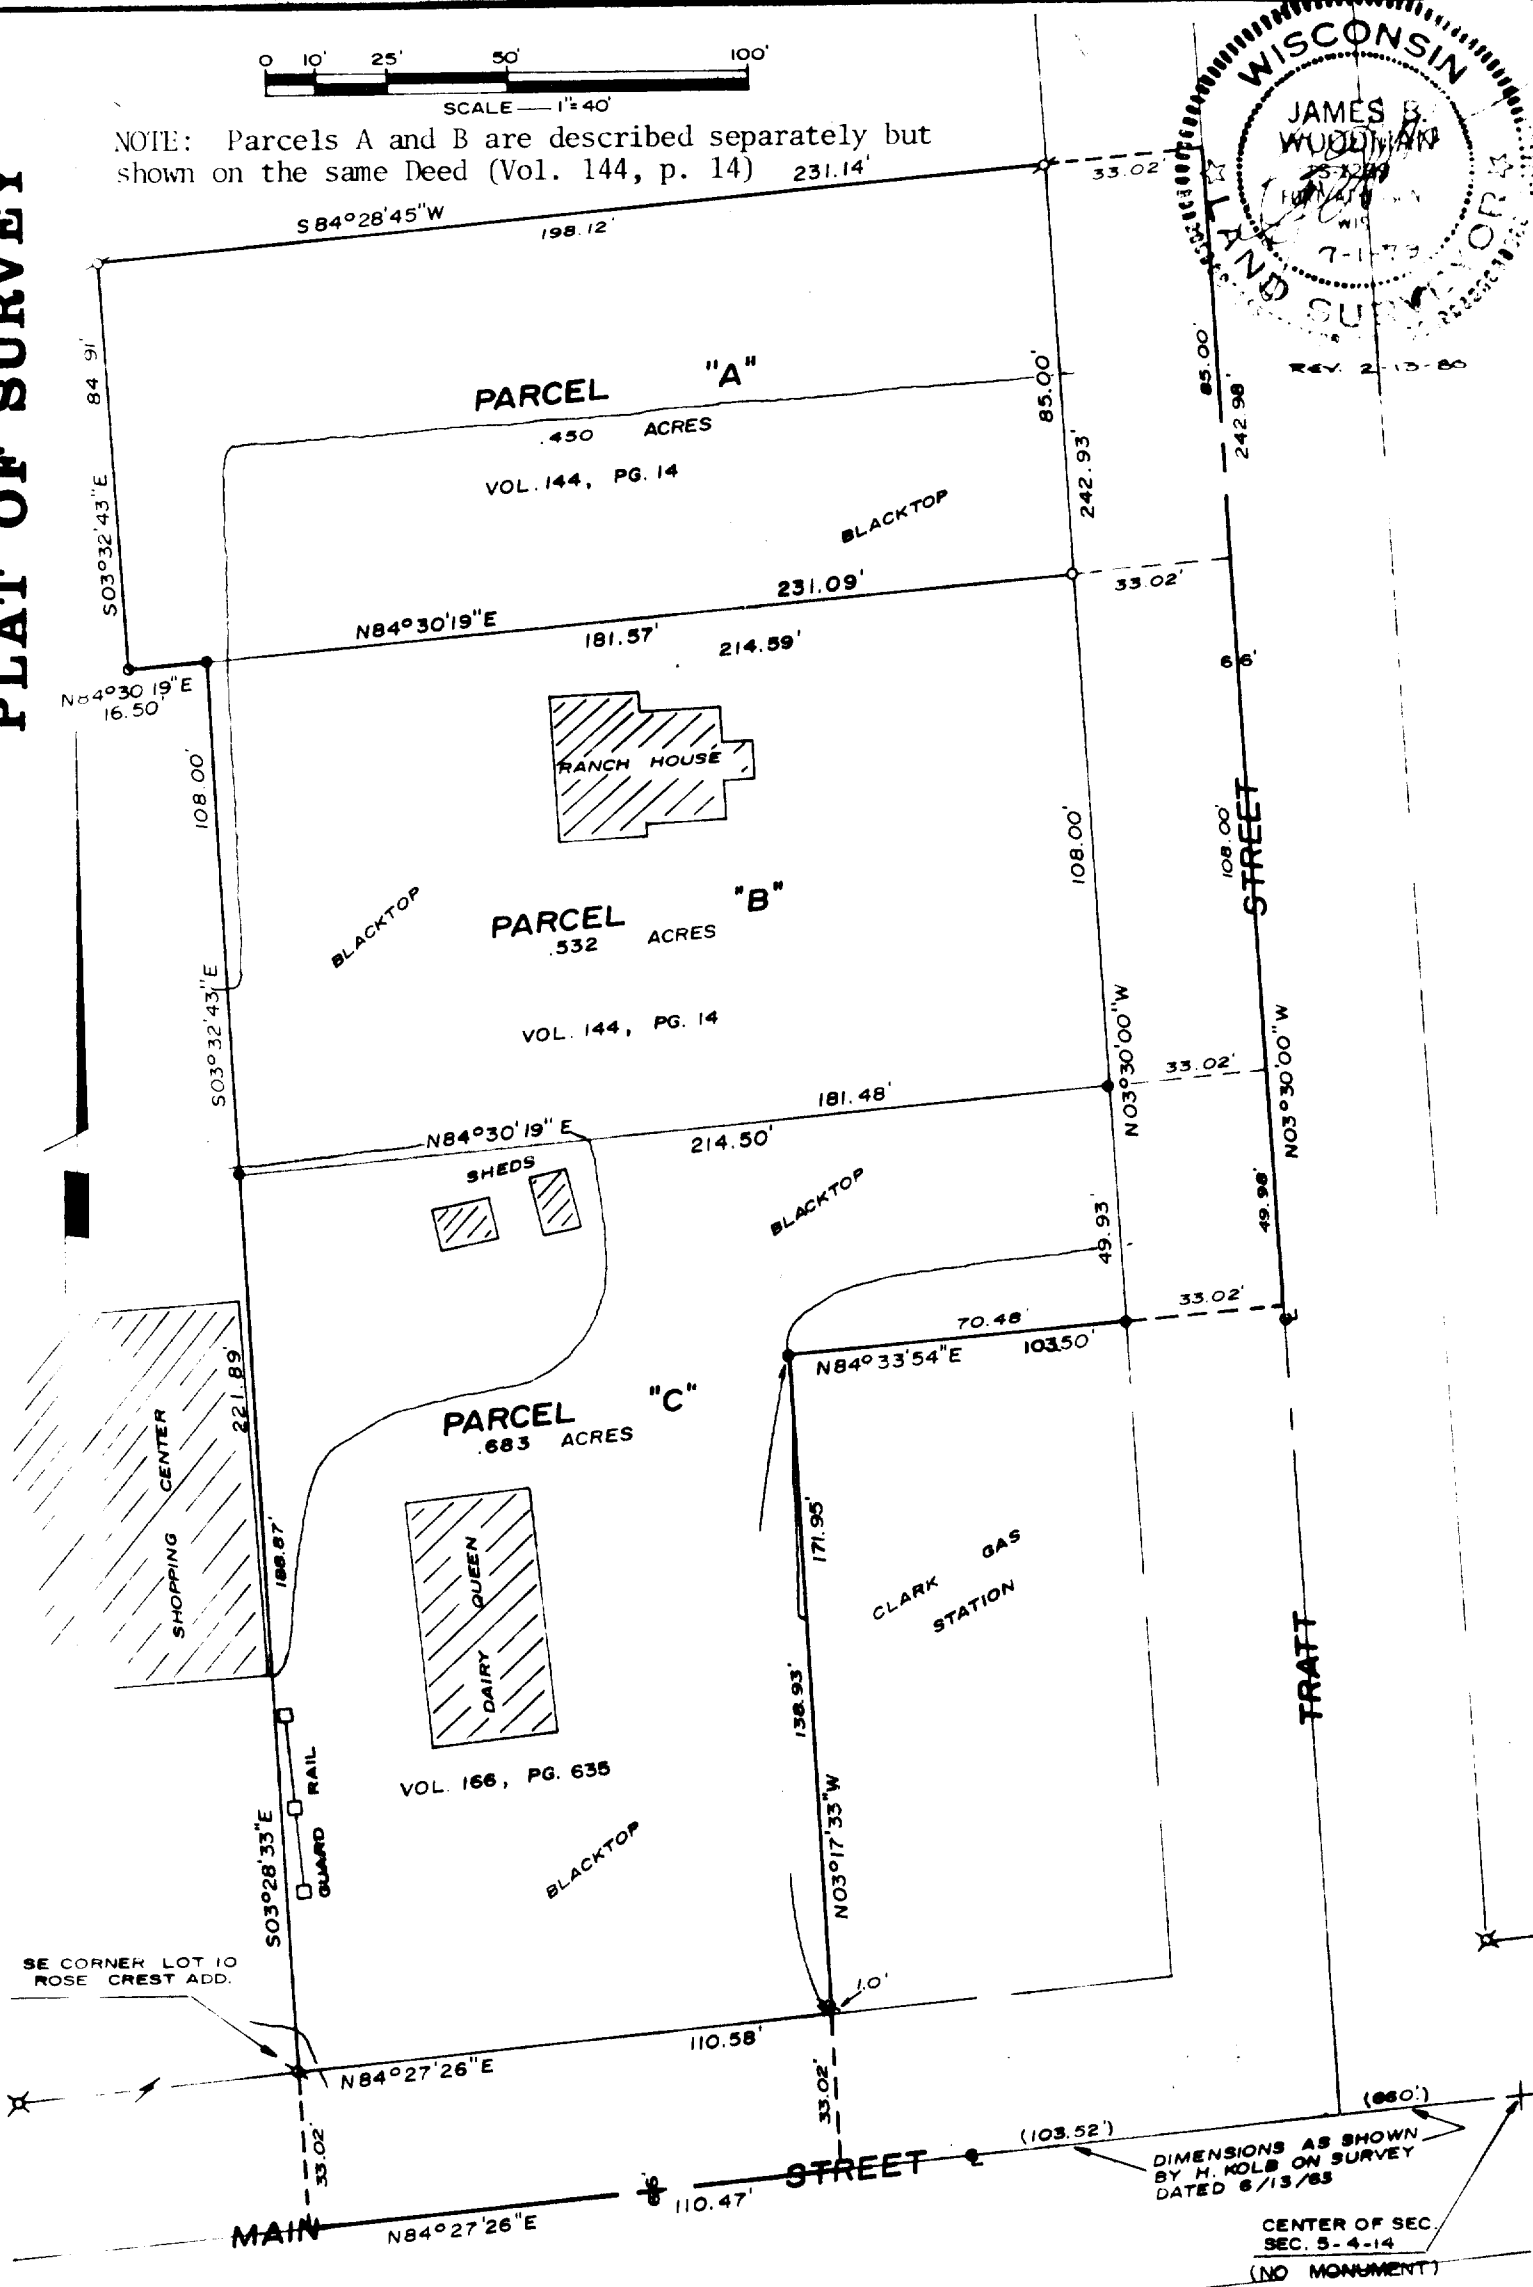 PLAT OF SURVEY
0 10' 25' 50' 100'
SCALE — 1"=40'
NOTE: Parcels A and B are described separately but
shown on the same Deed (Vol. 144, p. 14)
WISCONSIN
LAND SURVEYOR
JAMES B.
WOODMAN
WIS
7-1-79
REV. 2-13-80
231.14'
33.02'
S84°28'45"W
198.12'
84.91'
S03°32'43"E
PARCEL "A"
.450 ACRES
VOL. 144, PG. 14
BLACKTOP
85.00'
242.93'
85.00'
242.98'
231.09'
33.02'
N84°30'19"E
181.57'
214.59'
N84°30'19"E
16.50'
66'
108.00'
RANCH HOUSE
108.00'
108.00'
STREET
BLACKTOP
PARCEL "B"
.532 ACRES
VOL. 144, PG. 14
S03°32'43"E
N03°30'00"W
N03°30'00"W
33.02'
181.48'
N84°30'19"E
214.50'
SHEDS
BLACKTOP
49.93'
49.98'
33.02'
70.48'
N84°33'54"E
103.50'
221.89'
SHOPPING CENTER
188.87'
PARCEL "C"
.683 ACRES
DAIRY QUEEN
171.95'
CLARK GAS
STATION
TRATT
138.93'
VOL. 166, PG. 635
GUARD RAIL
BLACKTOP
S03°28'33"E
N03°17'33"W
SE CORNER LOT 10
ROSE CREST ADD.
1.0'
110.58'
N84°27'26"E
33.02'
33.02'
(660')
(103.52')
DIMENSIONS AS SHOWN
BY H. KOLB ON SURVEY
DATED 6/13/63
MAIN STREET
66'
110.47'
N84°27'26"E
CENTER OF SEC.
SEC. 5-4-14
(NO MONUMENT)